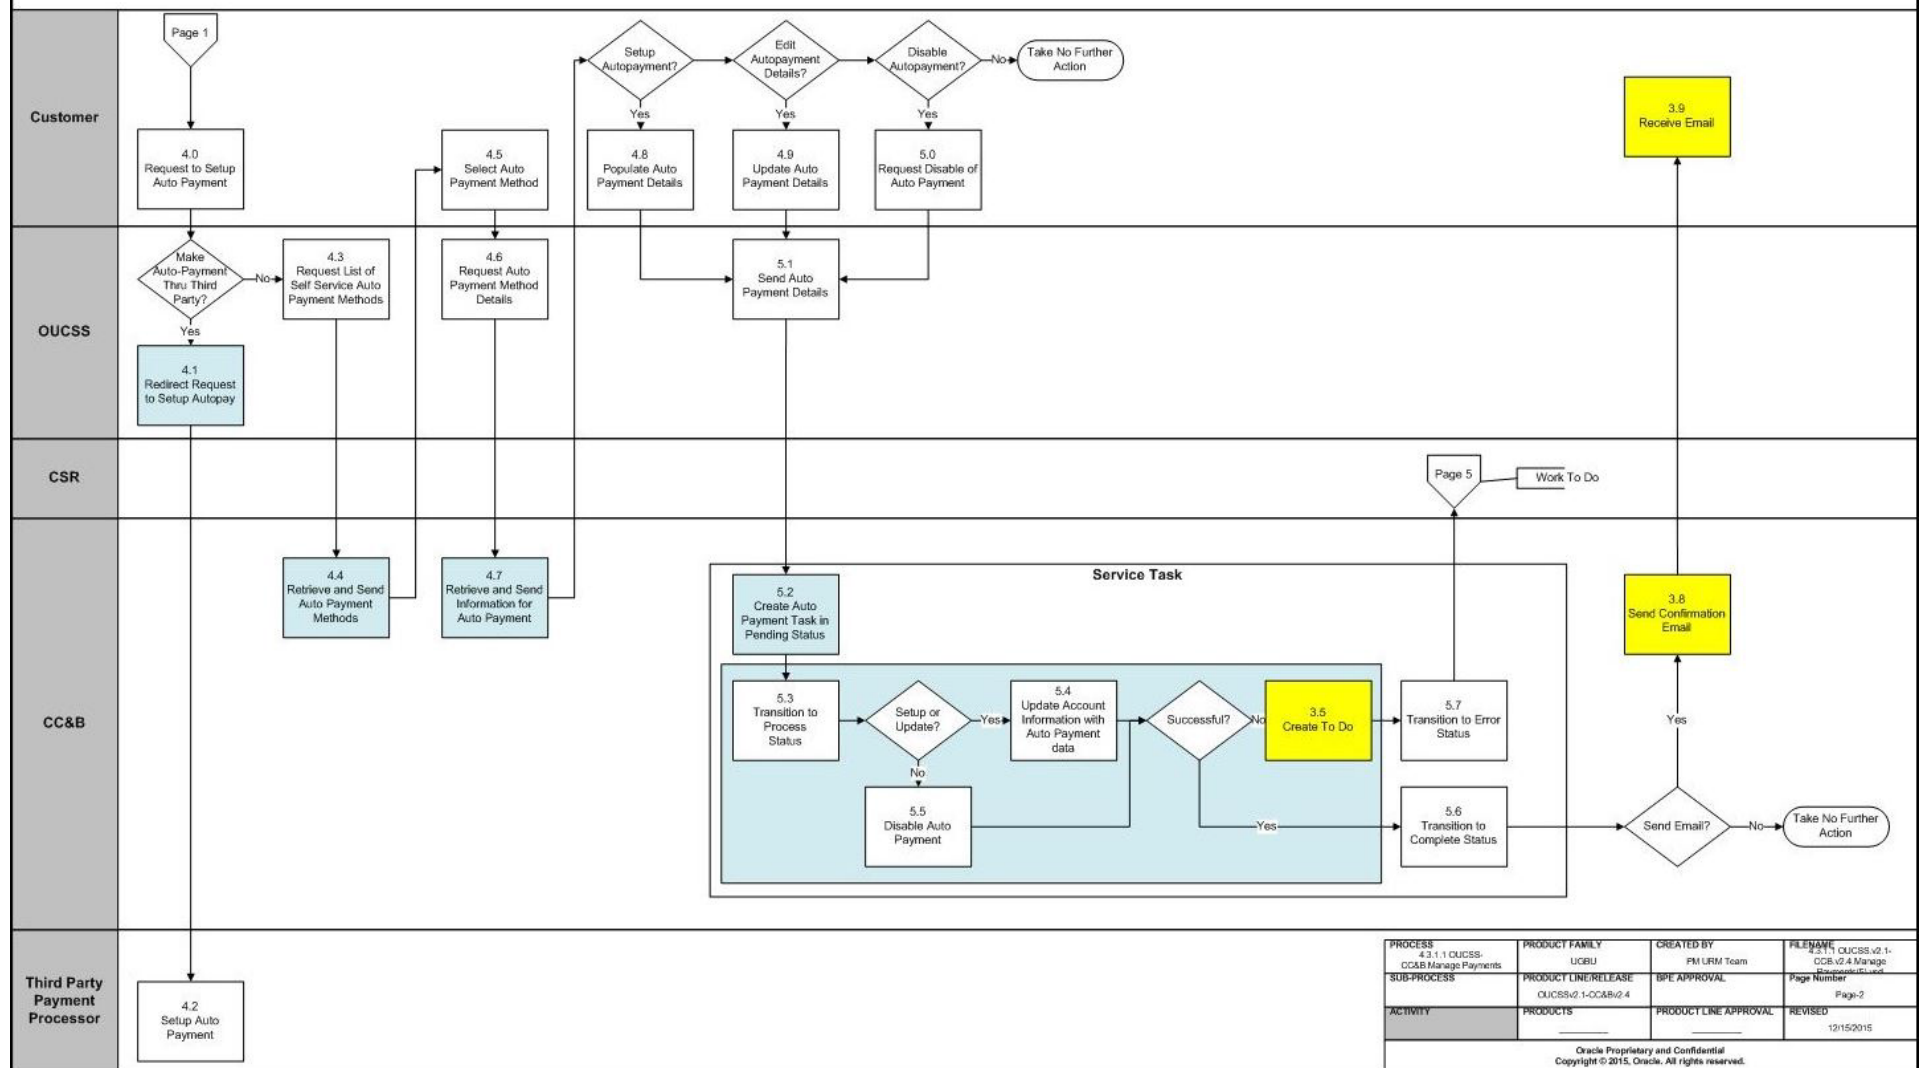 Page 1
Setup
Autopayment?
Edit
Autopayment
Details?
Disable
Autopayment?
No
Take No Further
Action
Yes
Yes
Yes
Customer
4.0
Request to Setup
Auto Payment
4.5
Select Auto
Payment Method
4.8
Populate Auto
Payment Details
4.9
Update Auto
Payment Details
5.0
Request Disable of
Auto Payment
3.9
Receive Email
OUCSS
Make
Auto-Payment
Thru Third
Party?
No
Yes
4.3
Request List of
Self Service Auto
Payment Methods
4.6
Request Auto
Payment Method
Details
5.1
Send Auto
Payment Details
4.1
Redirect Request
to Setup Autopay
CSR
Page 5
Work To Do
CC&B
4.4
Retrieve and Send
Auto Payment
Methods
4.7
Retrieve and Send
Information for
Auto Payment
Service Task
5.2
Create Auto
Payment Task in
Pending Status
5.3
Transition to
Process
Status
Setup or
Update?
Yes
No
5.4
Update Account
Information with
Auto Payment
data
Successful?
No
Yes
3.5
Create To Do
5.7
Transition to Error
Status
5.5
Disable Auto
Payment
5.6
Transition to
Complete Status
3.8
Send Confirmation
Email
Yes
Send Email?
No
Take No Further
Action
Third Party
Payment
Processor
4.2
Setup Auto
Payment
PROCESS
4.3.1.1 OUCSS-
CC&B.Manage Payments
PRODUCT FAMILY
UGBU
CREATED BY
PM URM Team
FILENAME
4.3.1.1 OUCSS.v2.1-
CCB.v2.4.Manage
SUB-PROCESS
PRODUCT LINE/RELEASE
OUCSSv2.1-CC&Bv2.4
BPE APPROVAL
Page Number
Page-2
ACTIVITY
PRODUCTS
PRODUCT LINE APPROVAL
REVISED
12/15/2015
Oracle Proprietary and Confidential
Copyright © 2015, Oracle. All rights reserved.